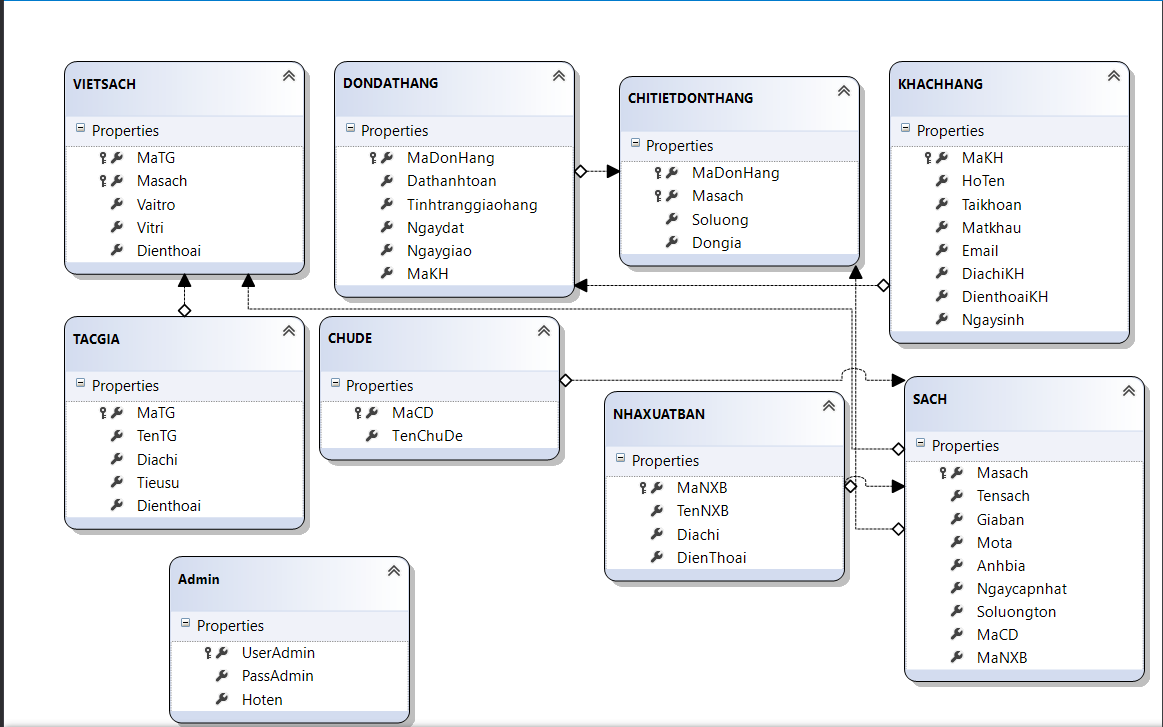 VIETSACH
Properties
MaTG
Masach
Vaitro
Vitri
Dienthoai
DONDATHANG
Properties
MaDonHang
Dathanhtoan
Tinhtranggiaohang
Ngaydat
Ngaygiao
MaKH
CHITIETDONTHANG
Properties
MaDonHang
Masach
Soluong
Dongia
KHACHHANG
Properties
MaKH
HoTen
Taikhoan
Matkhau
Email
DiachiKH
DienthoaiKH
Ngaysinh
TACGIA
Properties
MaTG
TenTG
Diachi
Tieusu
Dienthoai
CHUDE
Properties
MaCD
TenChuDe
NHAXUATBAN
Properties
MaNXB
TenNXB
Diachi
DienThoai
SACH
Properties
Masach
Tensach
Giaban
Mota
Anhbia
Ngaycapnhat
Soluongton
MaCD
MaNXB
Admin
Properties
UserAdmin
PassAdmin
Hoten